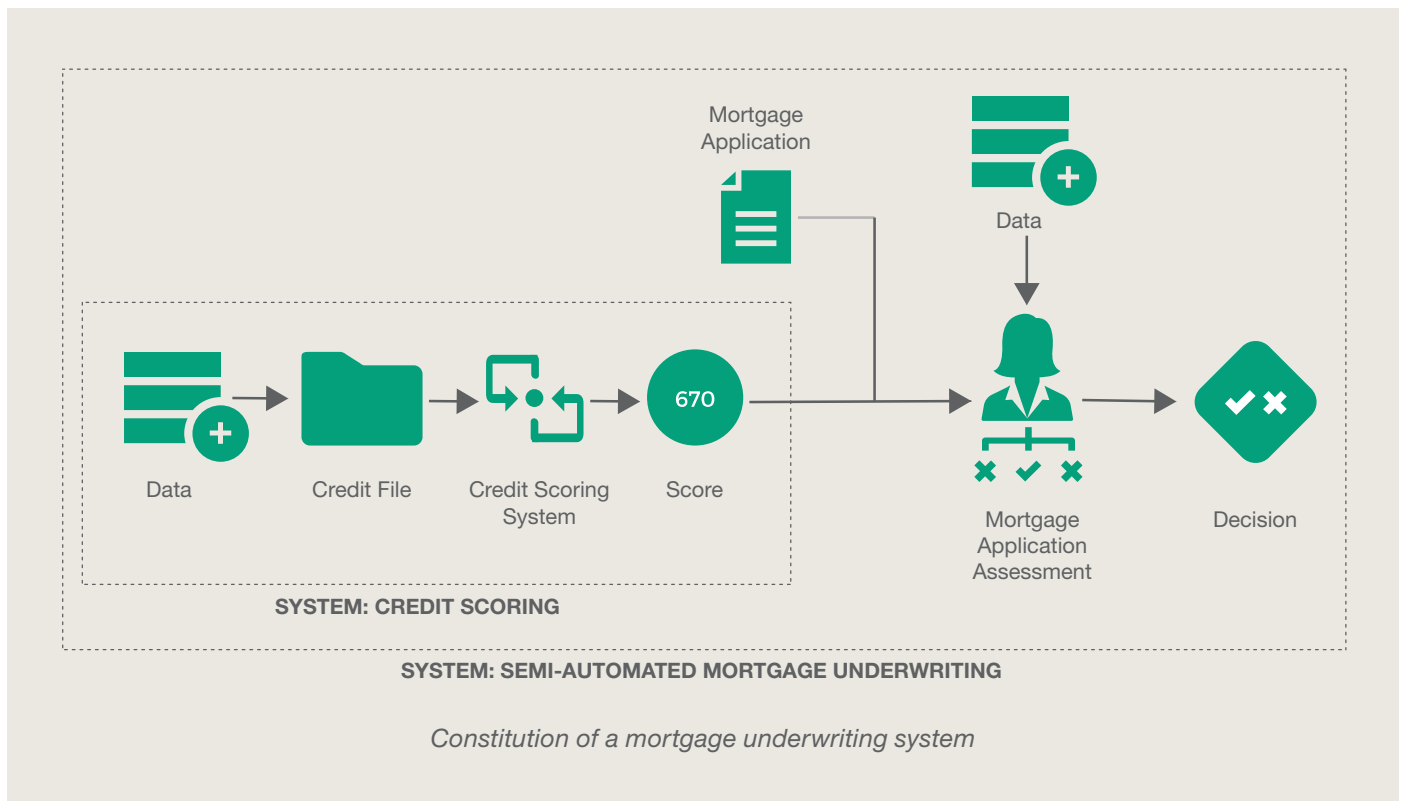 Mortgage
Application
Data
670
Data
Credit File
Credit Scoring
System
Score
Mortgage
Application
Assessment
Decision
SYSTEM: CREDIT SCORING
SYSTEM: SEMI-AUTOMATED MORTGAGE UNDERWRITING
Constitution of a mortgage underwriting system